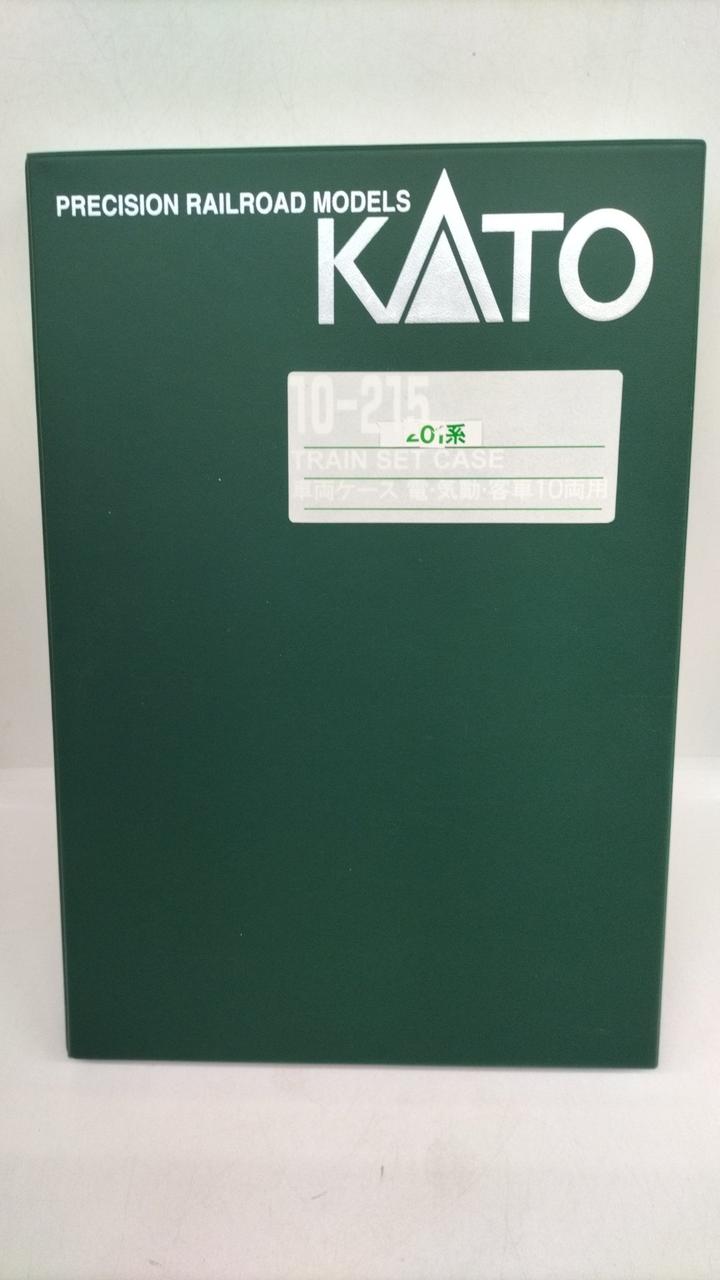 PRECISION RAILROAD MODELS
KATO
10-215
201系
TRAIN SET CASE
車両ケース 電・気動・客車10両用